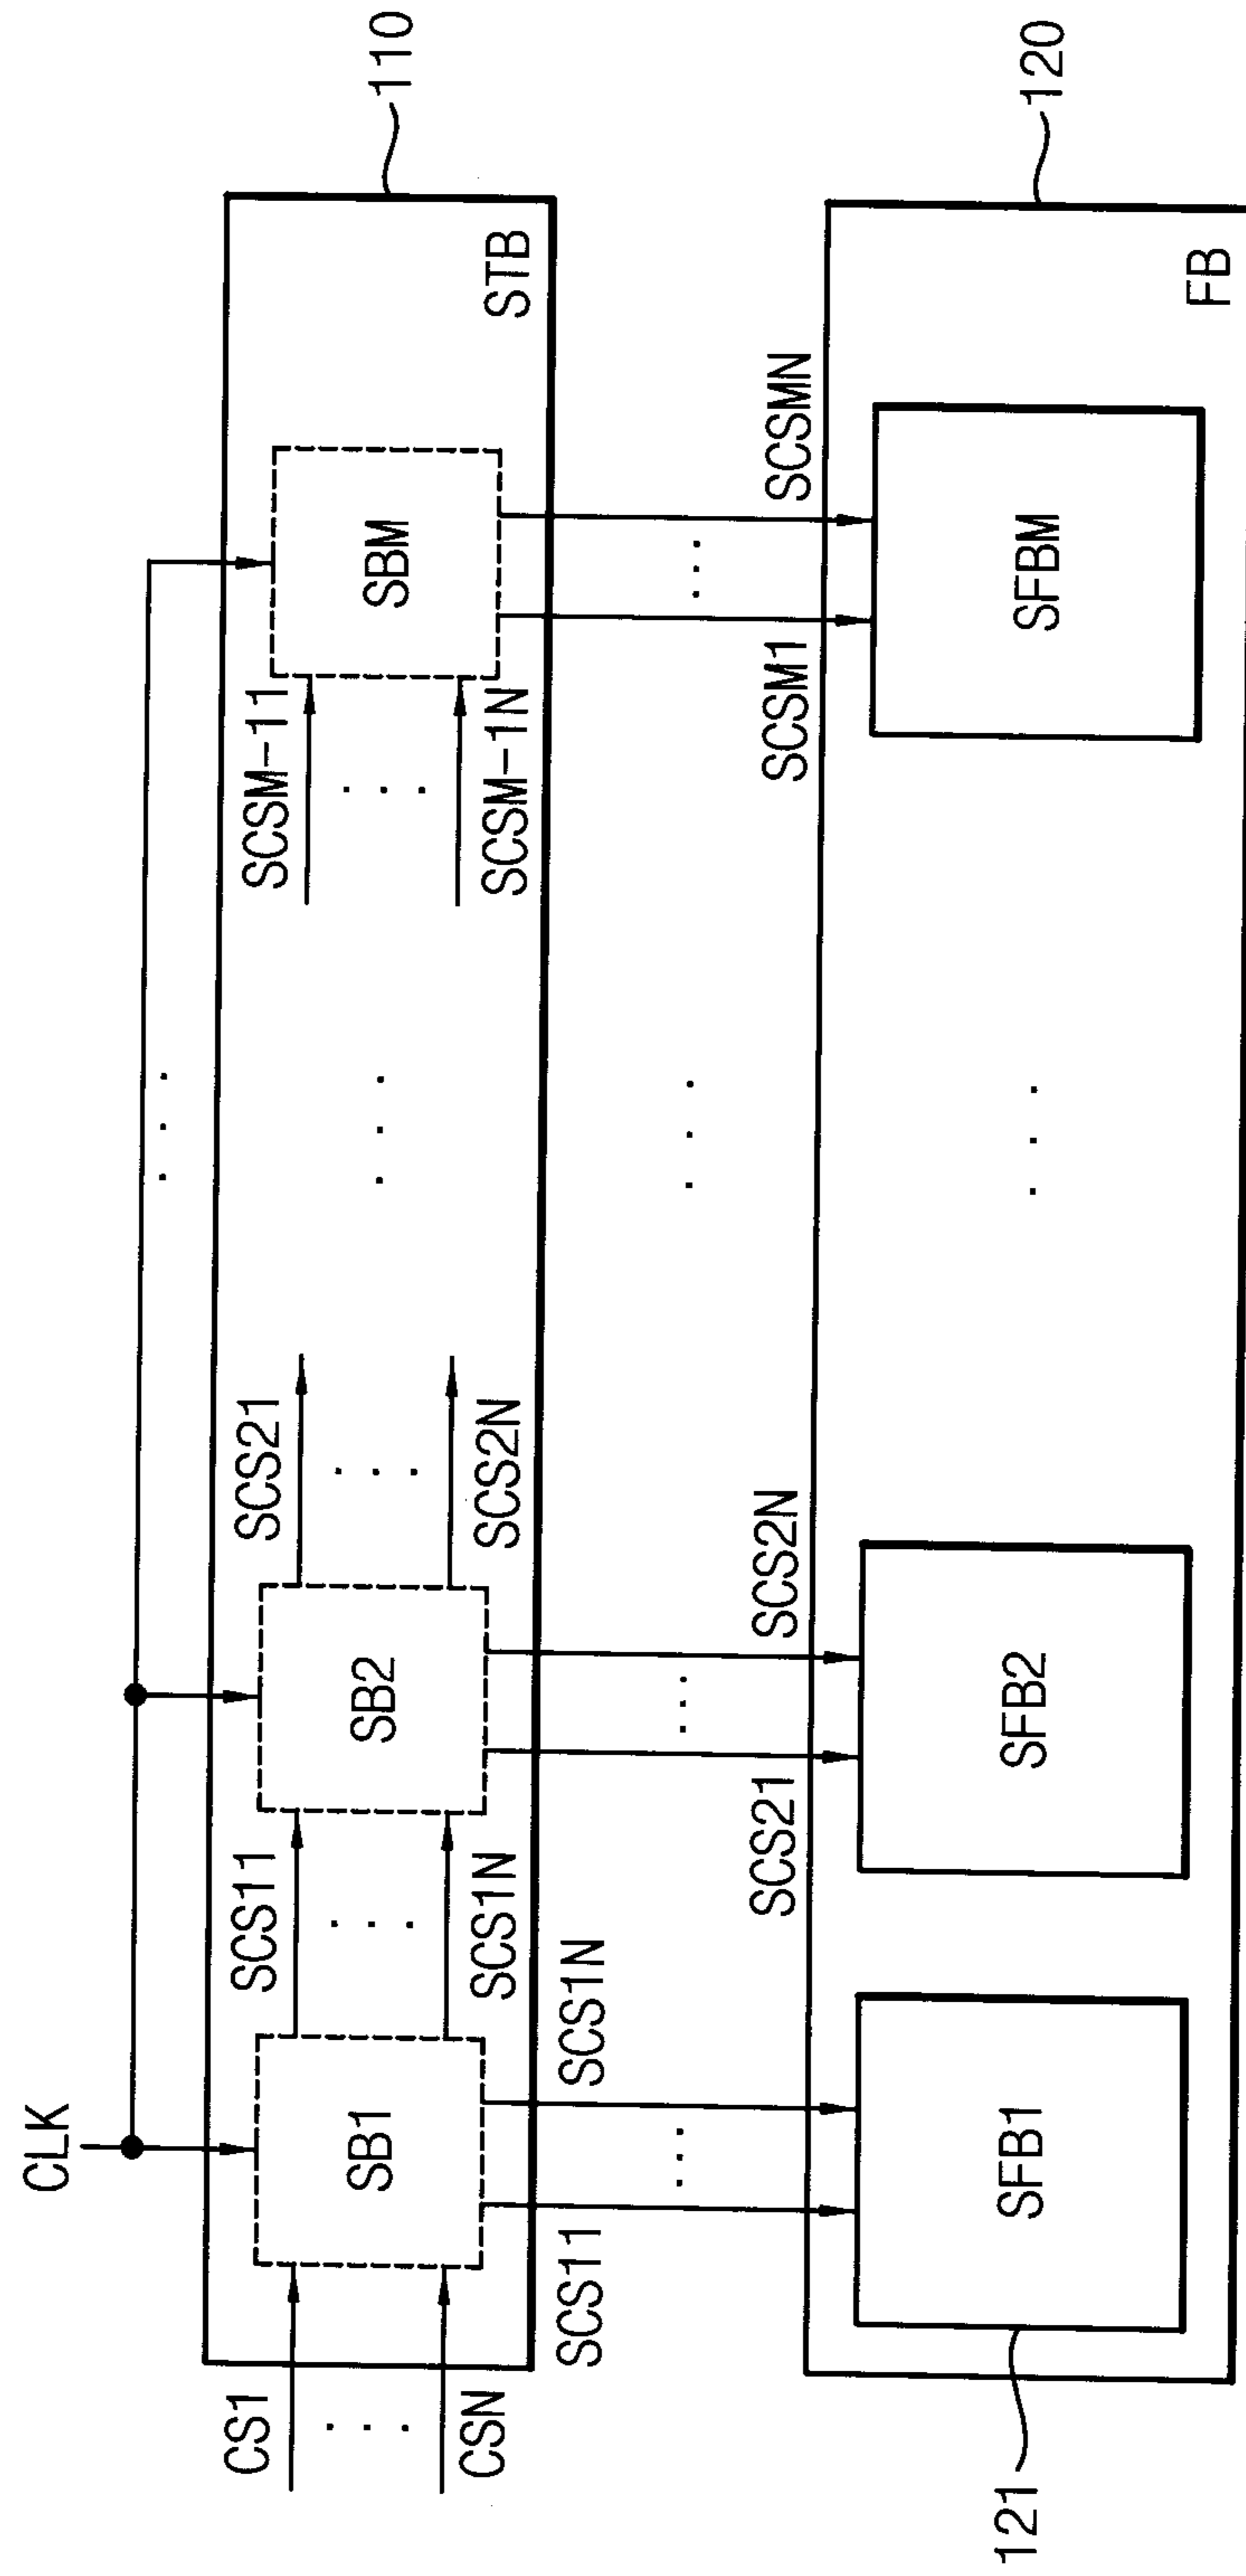 CLK
110
STB
CS1
. . .
CSN
SB1
SCS11
. . .
SCS1N
SB2
SCS21
. . .
SCS2N
. . .
. . .
SCSM-11
. . .
SCSM-1N
SBM
SCS11
. . .
SCS1N
SCS21
. . .
SCS2N
. . .
SCSM1
. . .
SCSMN
120
FB
121
SFB1
SFB2
. . .
SFBM